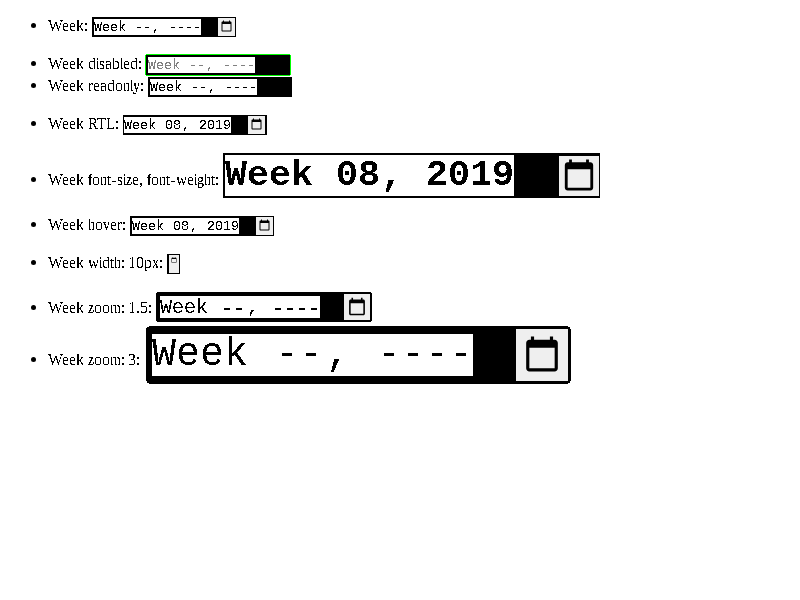 Week: Week --, ----
Week disabled: Week --, ----
Week readonly: Week --, ----
Week RTL: Week 08, 2019
Week font-size, font-weight: Week 08, 2019
Week hover: Week 08, 2019
Week width: 10px:
Week zoom: 1.5: Week --, ----
Week zoom: 3: Week --, ----